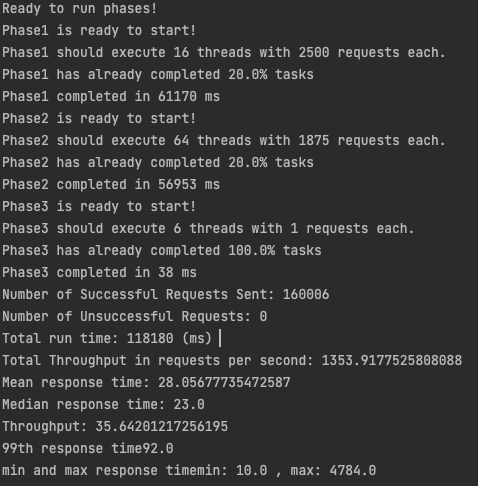 Ready to run phases!
Phase1 is ready to start!
Phase1 should execute 16 threads with 2500 requests each.
Phase1 has already completed 20.0% tasks
Phase1 completed in 61170 ms
Phase2 is ready to start!
Phase2 should execute 64 threads with 1875 requests each.
Phase2 has already completed 20.0% tasks
Phase2 completed in 56953 ms
Phase3 is ready to start!
Phase3 should execute 6 threads with 1 requests each.
Phase3 has already completed 100.0% tasks
Phase3 completed in 38 ms
Number of Successful Requests Sent: 160006
Number of Unsuccessful Requests: 0
Total run time: 118180 (ms)
Total Throughput in requests per second: 1353.9177525808088
Mean response time: 28.05677735472587
Median response time: 23.0
Throughput: 35.64201217256195
99th response time92.0
min and max response timemin: 10.0 , max: 4784.0